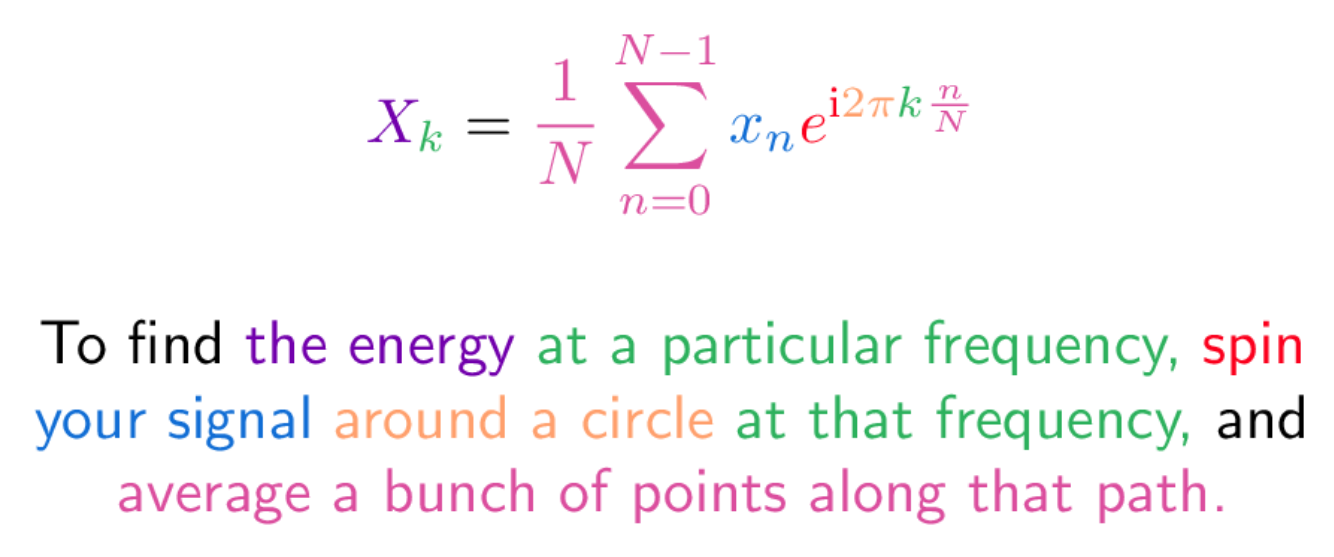 X_k = \frac{1}{N} \sum_{n=0}^{N-1} x_n e^{i2\pi k \frac{n}{N}}
To find the energy at a particular frequency, spin
your signal around a circle at that frequency, and
average a bunch of points along that path.